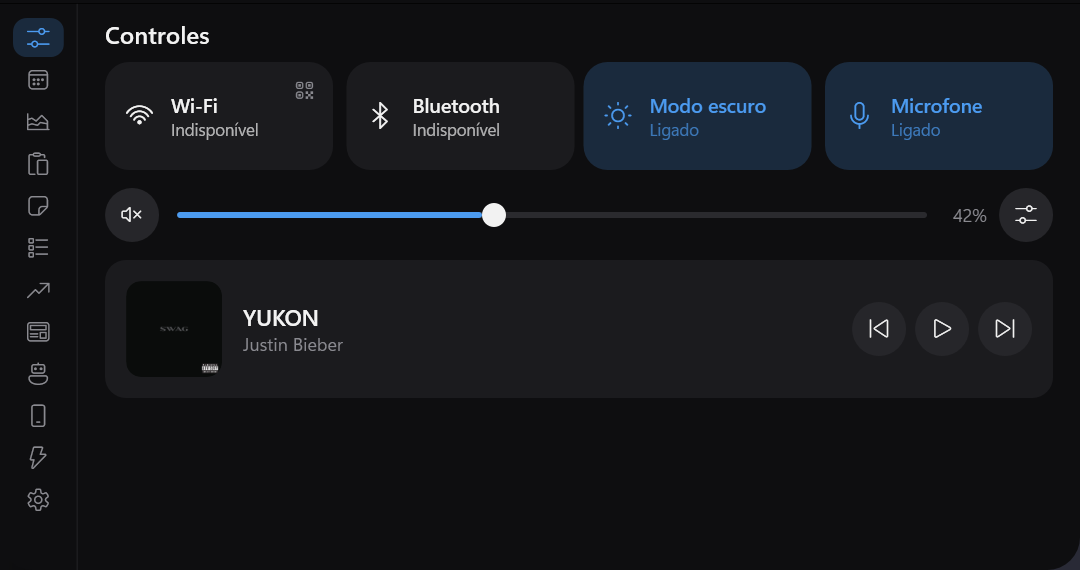 Controles
Wi-Fi
Indisponível
Bluetooth
Indisponível
Modo escuro
Ligado
Microfone
Ligado
42%
SWAG
YUKON
Justin Bieber